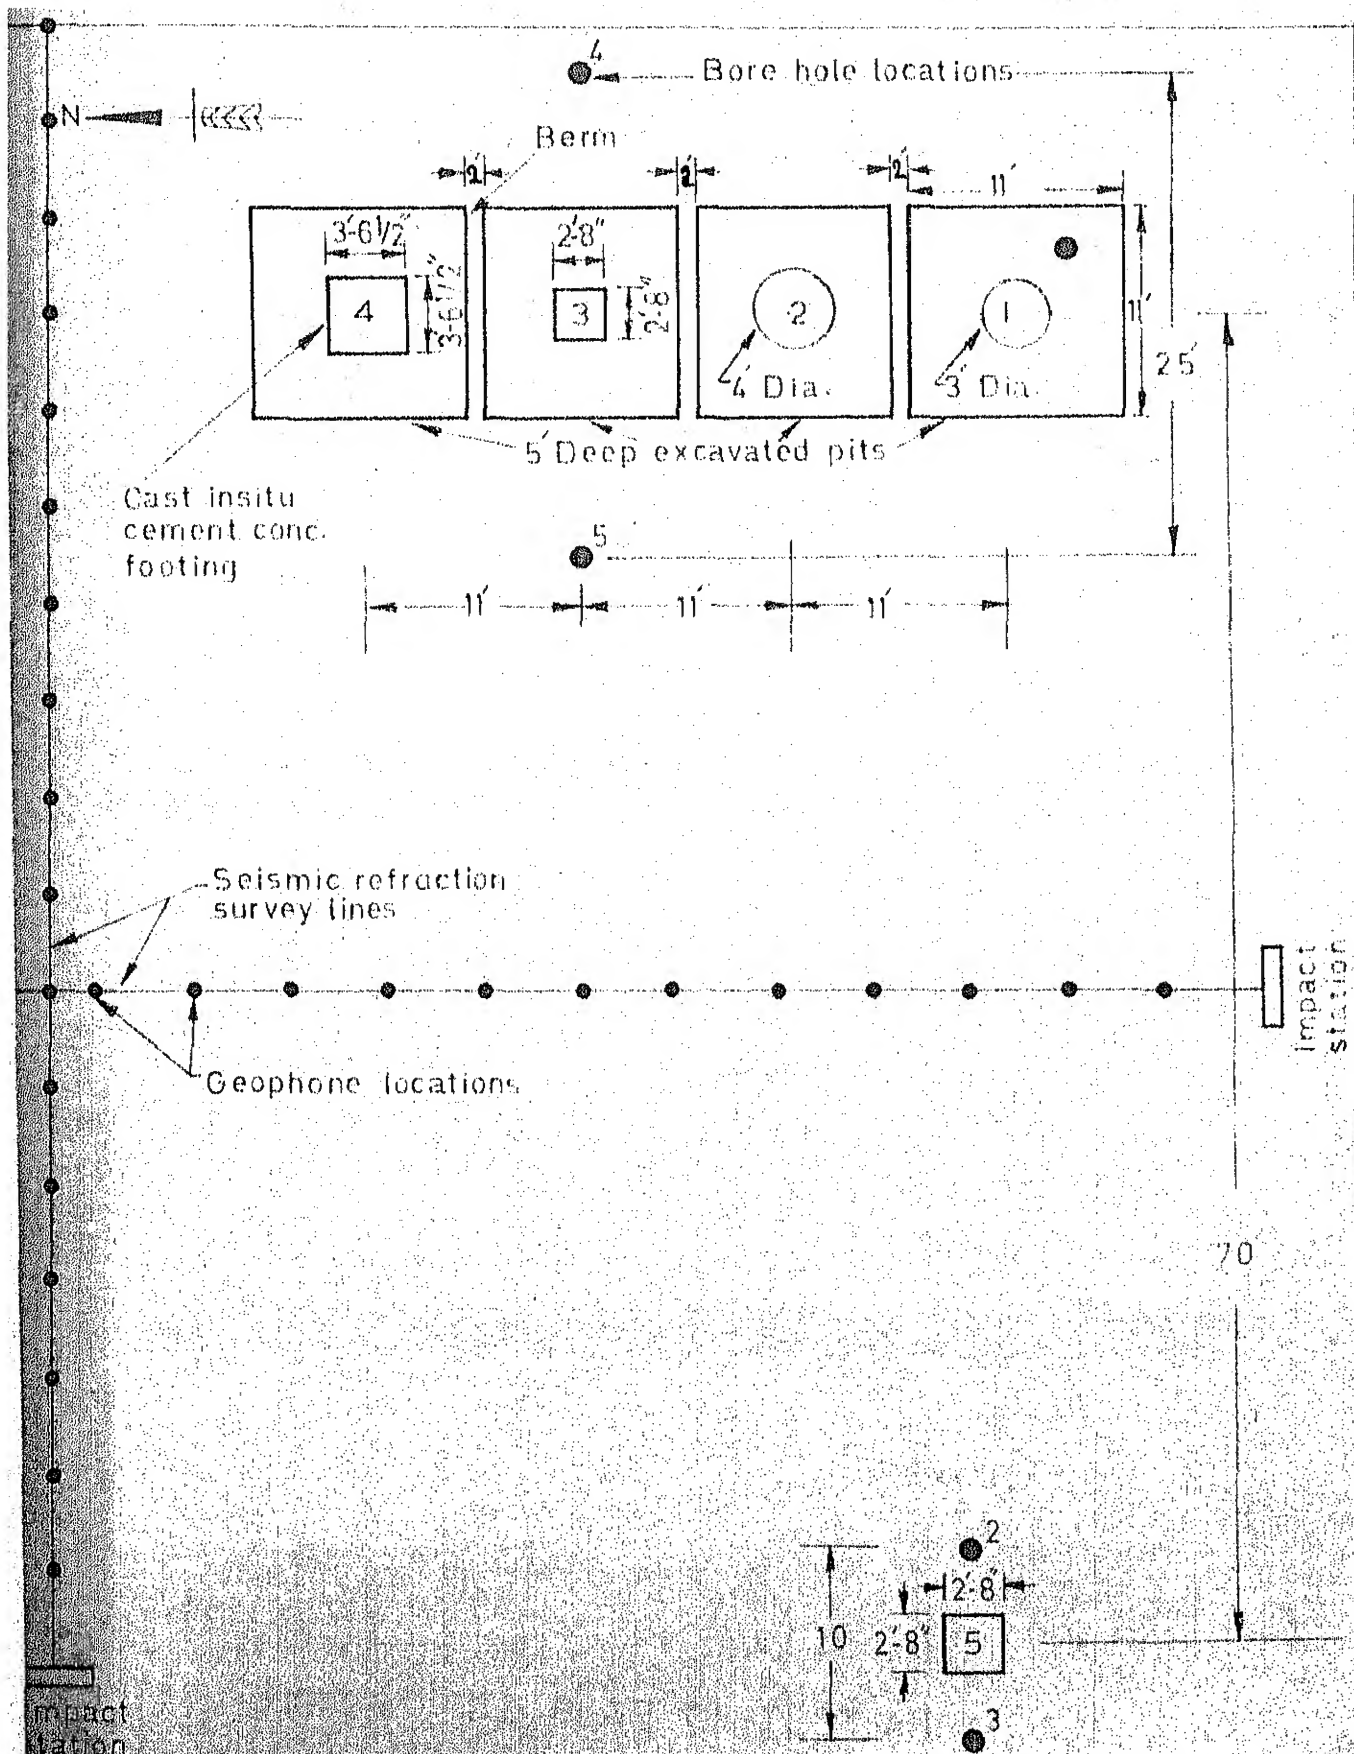 4
Bore hole locations
N
Berm
2'
2'
2'
11'
3'-6 1/2"
2'-8"
4
3'-6 1/2"
3
2'-8"
2
1
11'
4' Dia.
3' Dia.
25'
5' Deep excavated pits
Cast insitu
cement conc.
footing
5
11'
11'
11'
Seismic refraction
survey lines
Impact
station
Geophone locations
70
2
2'-8'
10
2'-8"
5
3
mpact
tation